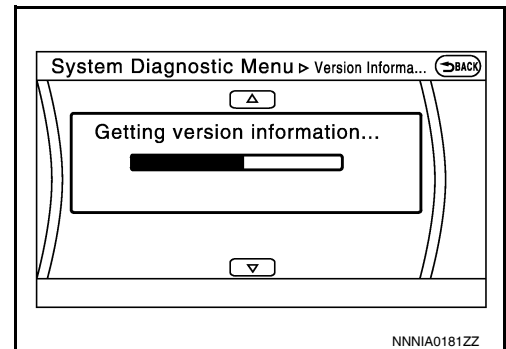 System Diagnostic Menu ▷ Version Informa... BACK
Getting version information...
NNNIA0181ZZ